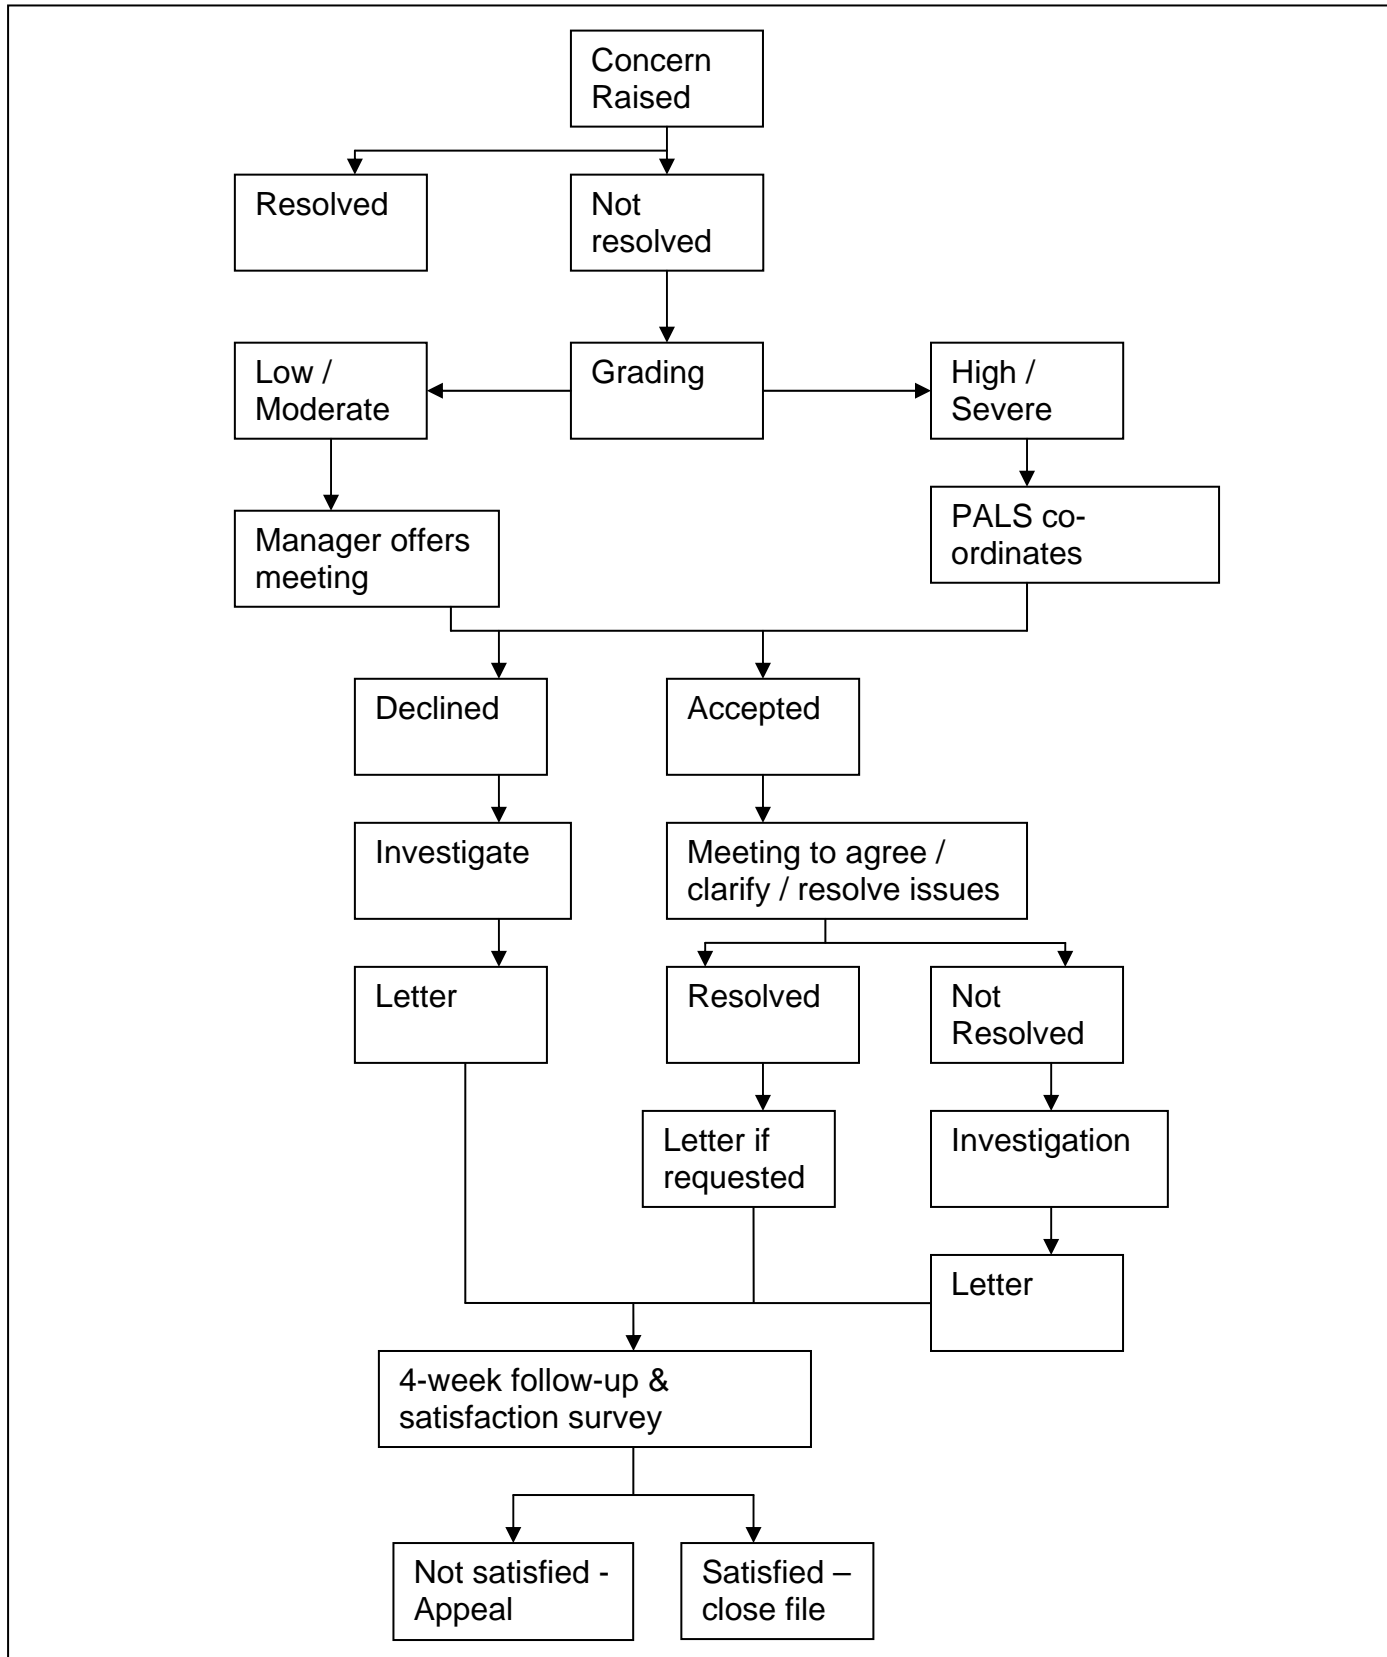 Concern
Raised
Resolved
Not
resolved
Low /
Moderate
Grading
High /
Severe
Manager offers
meeting
PALS co-
ordinates
Declined
Accepted
Investigate
Meeting to agree /
clarify / resolve issues
Letter
Resolved
Not
Resolved
Letter if
requested
Investigation
Letter
4-week follow-up &
satisfaction survey
Not satisfied -
Appeal
Satisfied –
close file